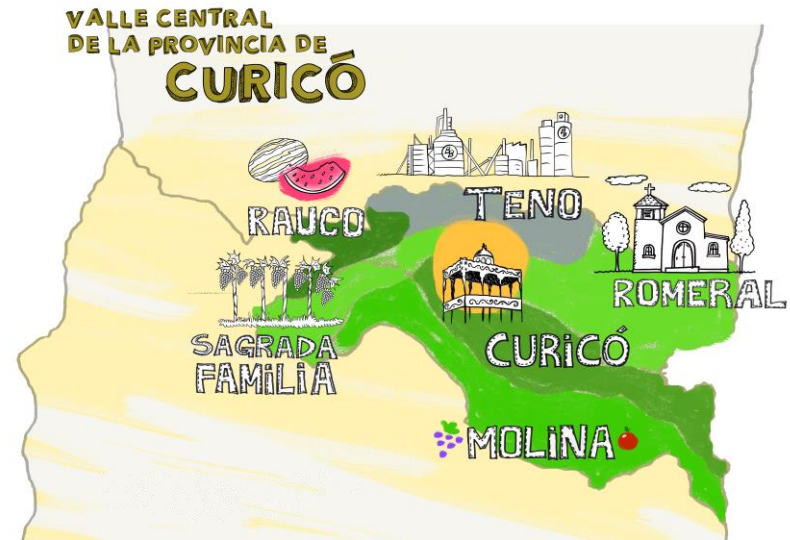 VALLE CENTRAL
DE LA PROVINCIA DE
CURICÓ
TENO
RAUCO
ROMERAL
SAGRADA
FAMiLiA
CURiCÓ
MOLiNA